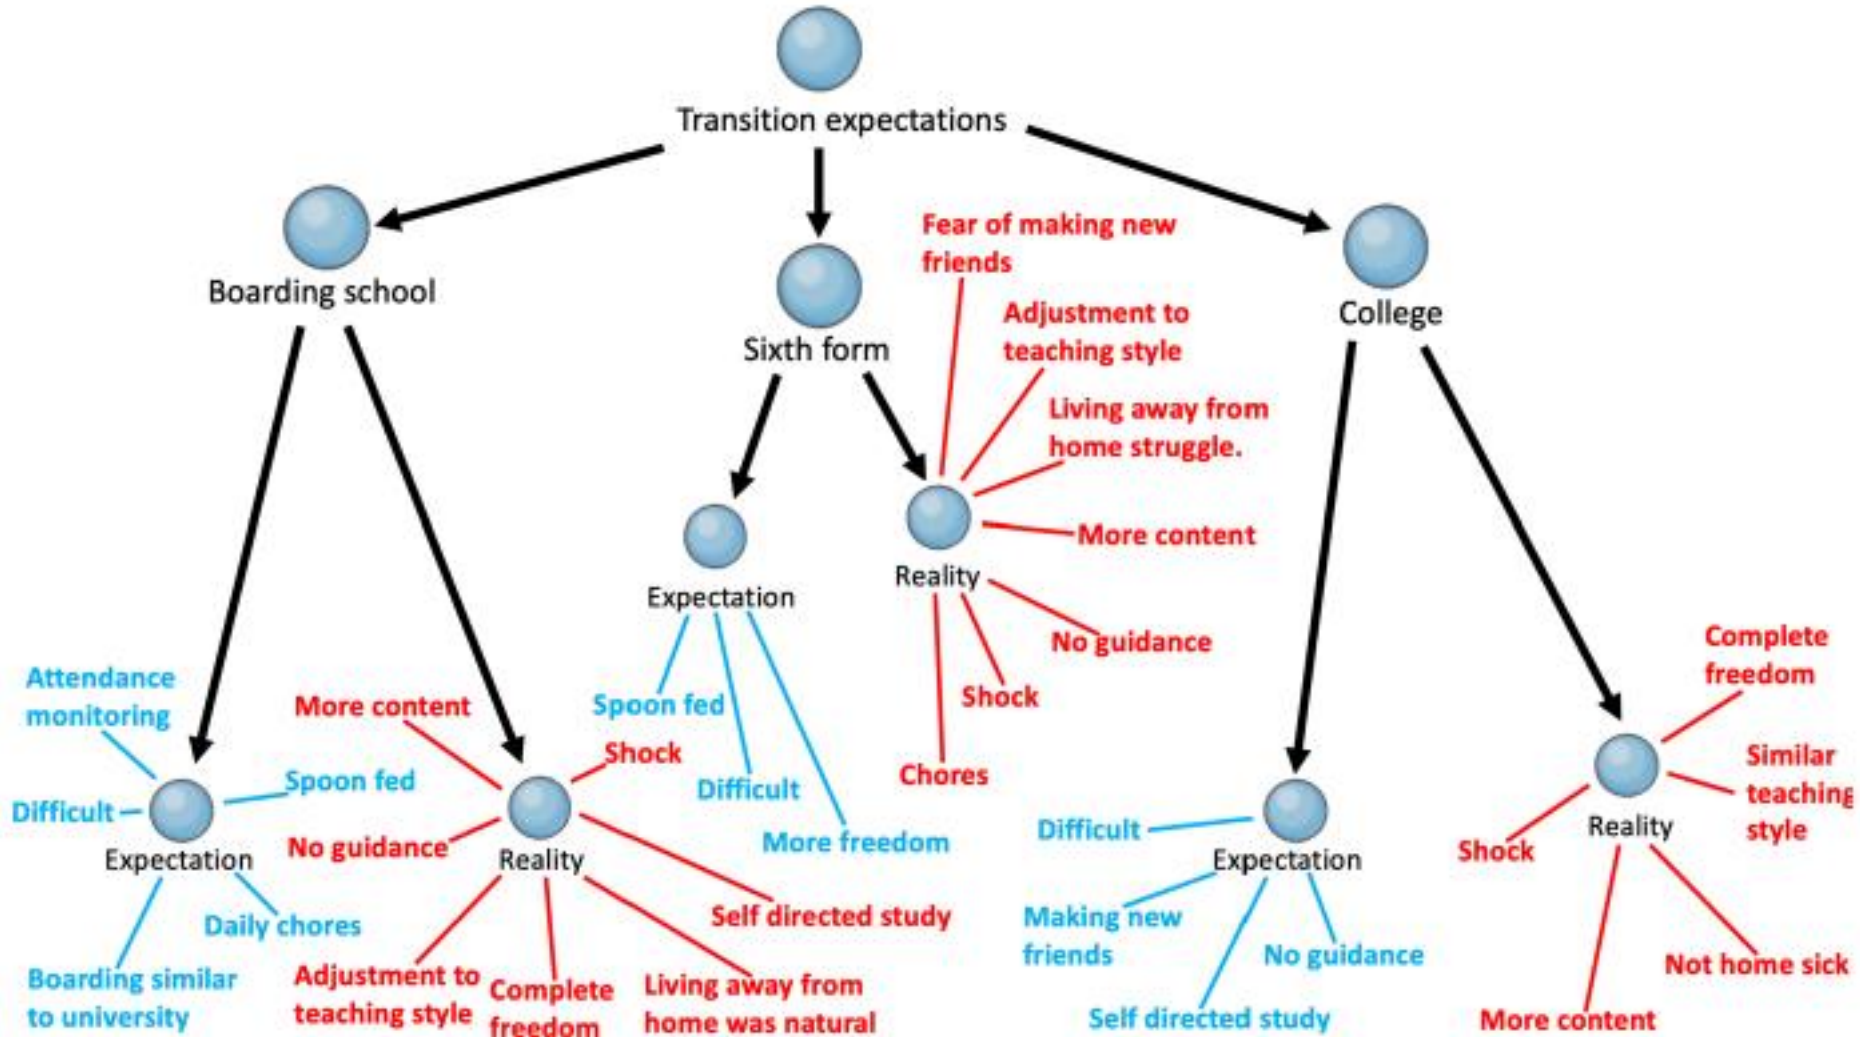 Transition expectations
Boarding school
Sixth form
College
Fear of making new
friends
Adjustment to
teaching style
Living away from
home struggle.
More content
Reality
No guidance
Shock
Chores
Expectation
Spoon fed
Difficult
More freedom
Attendance
monitoring
Spoon fed
Difficult
Expectation
Daily chores
Boarding similar
to university
More content
Shock
No guidance
Reality
Self directed study
Adjustment to
teaching style
Complete
freedom
Living away from
home was natural
Difficult
Expectation
Making new
friends
No guidance
Self directed study
Complete
freedom
Similar
teaching
style
Reality
Shock
Not home sick
More content